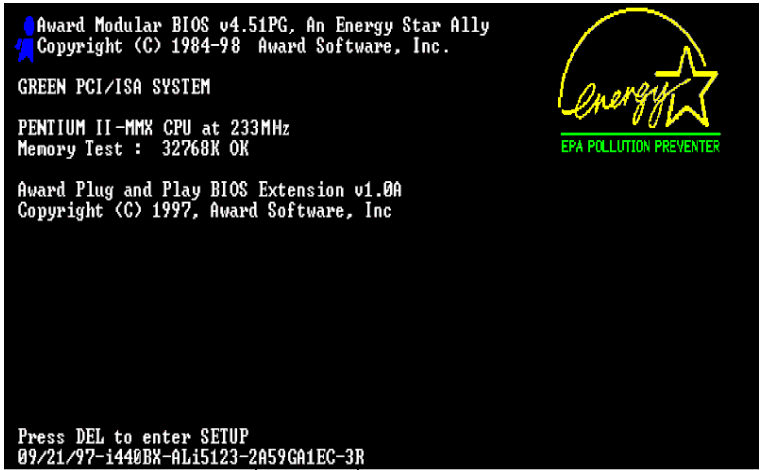 Award Modular BIOS v4.51PG, An Energy Star Ally
Copyright (C) 1984-98 Award Software, Inc.
GREEN PCI/ISA SYSTEM
energy
EPA POLLUTION PREVENTER
PENTIUM II-MMX CPU at 233MHz
Memory Test : 32768K OK
Award Plug and Play BIOS Extension v1.0A
Copyright (C) 1997, Award Software, Inc
Press DEL to enter SETUP
09/21/97-i440BX-ALi5123-2A59GA1EC-3R